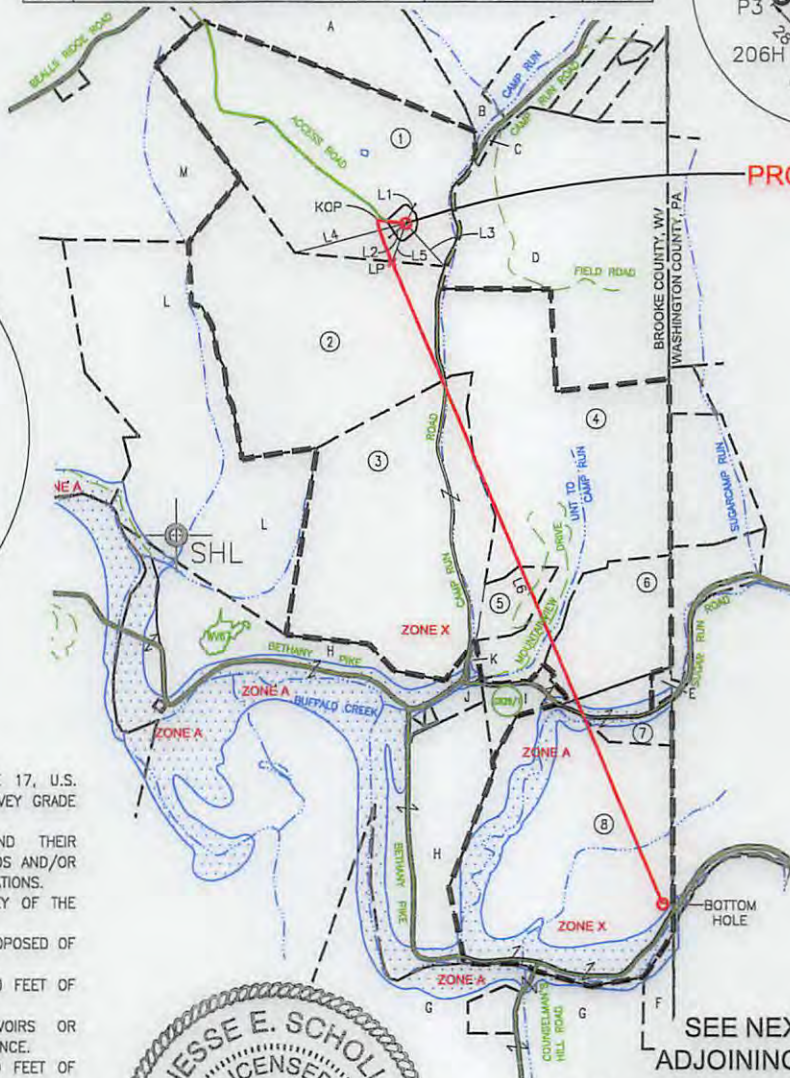 P3
206H
BEALLS RIDGE ROAD
A
CAMP RUN
B
CAMP RUN ROAD
C
ACCESS ROAD
①
M
KOP
L1
PRO
L4
L2
L5
L3
LP
D
FIELD ROAD
BROOKE COUNTY, WV
WASHINGTON COUNTY, PA
L
②
④
③
ROAD
UNT TO
CAMP RUN
SUGARCAMP RUN
NE A
L
SHL
CAMP RUN
DRIVE
L6
⑤
⑥
MOUNTAIN VIEW
SUGAR RUN ROAD
ZONE X
H
BETHANY PIKE
K
E
ZONE A
J
I
BUFFALO CREEK
⑦
ZONE A
ZONE A
E 17, U.S.
VEY GRADE
ND THEIR
DS AND/OR
ATIONS.
EY OF THE
OPOSED OF
FEET OF
VOIRS OR
NCE.
FEET OF
BETHANY PIKE
H
⑧
BOTTOM
HOLE
ZONE X
ZONE A
G
G
F
COUNSELMAN'S
HILL ROAD
SEE NEX
ADJOINING
JESSE E. SCHOL
ICENSED